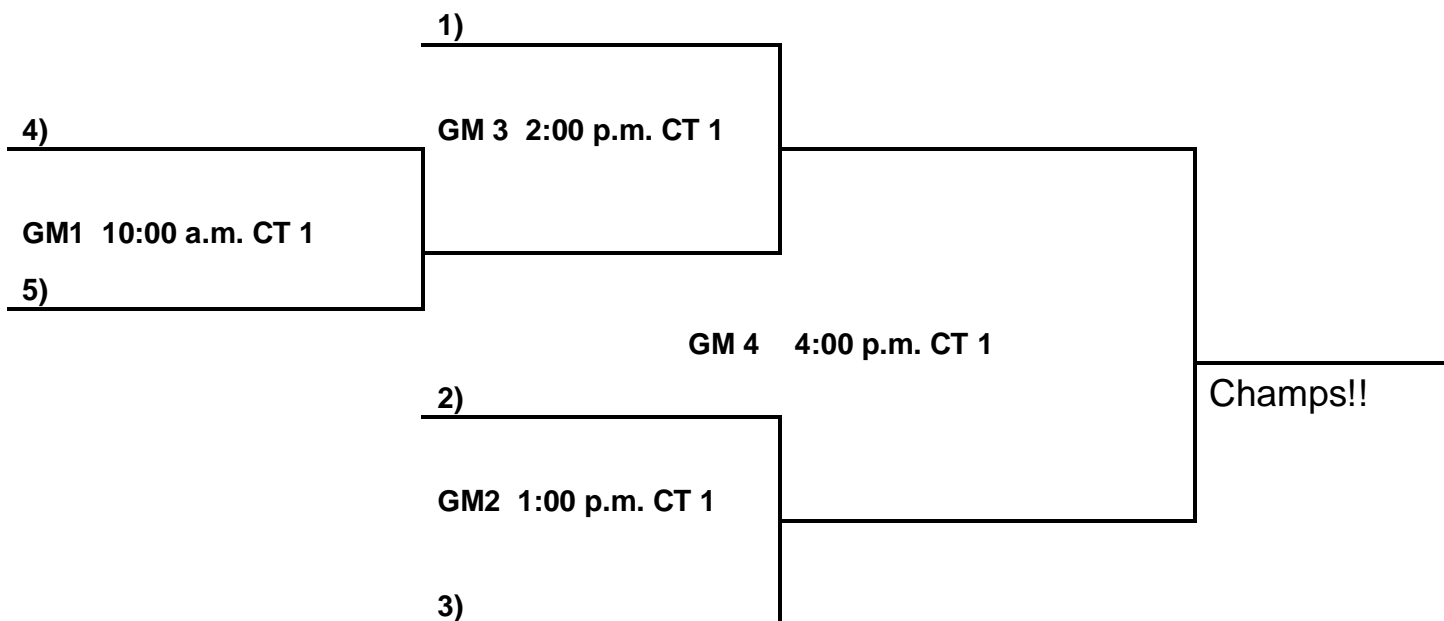 1)
4)
GM 3 2:00 p.m. CT 1
GM1 10:00 a.m. CT 1
5)
GM 4 4:00 p.m. CT 1
2)
Champs!!
GM2 1:00 p.m. CT 1
3)